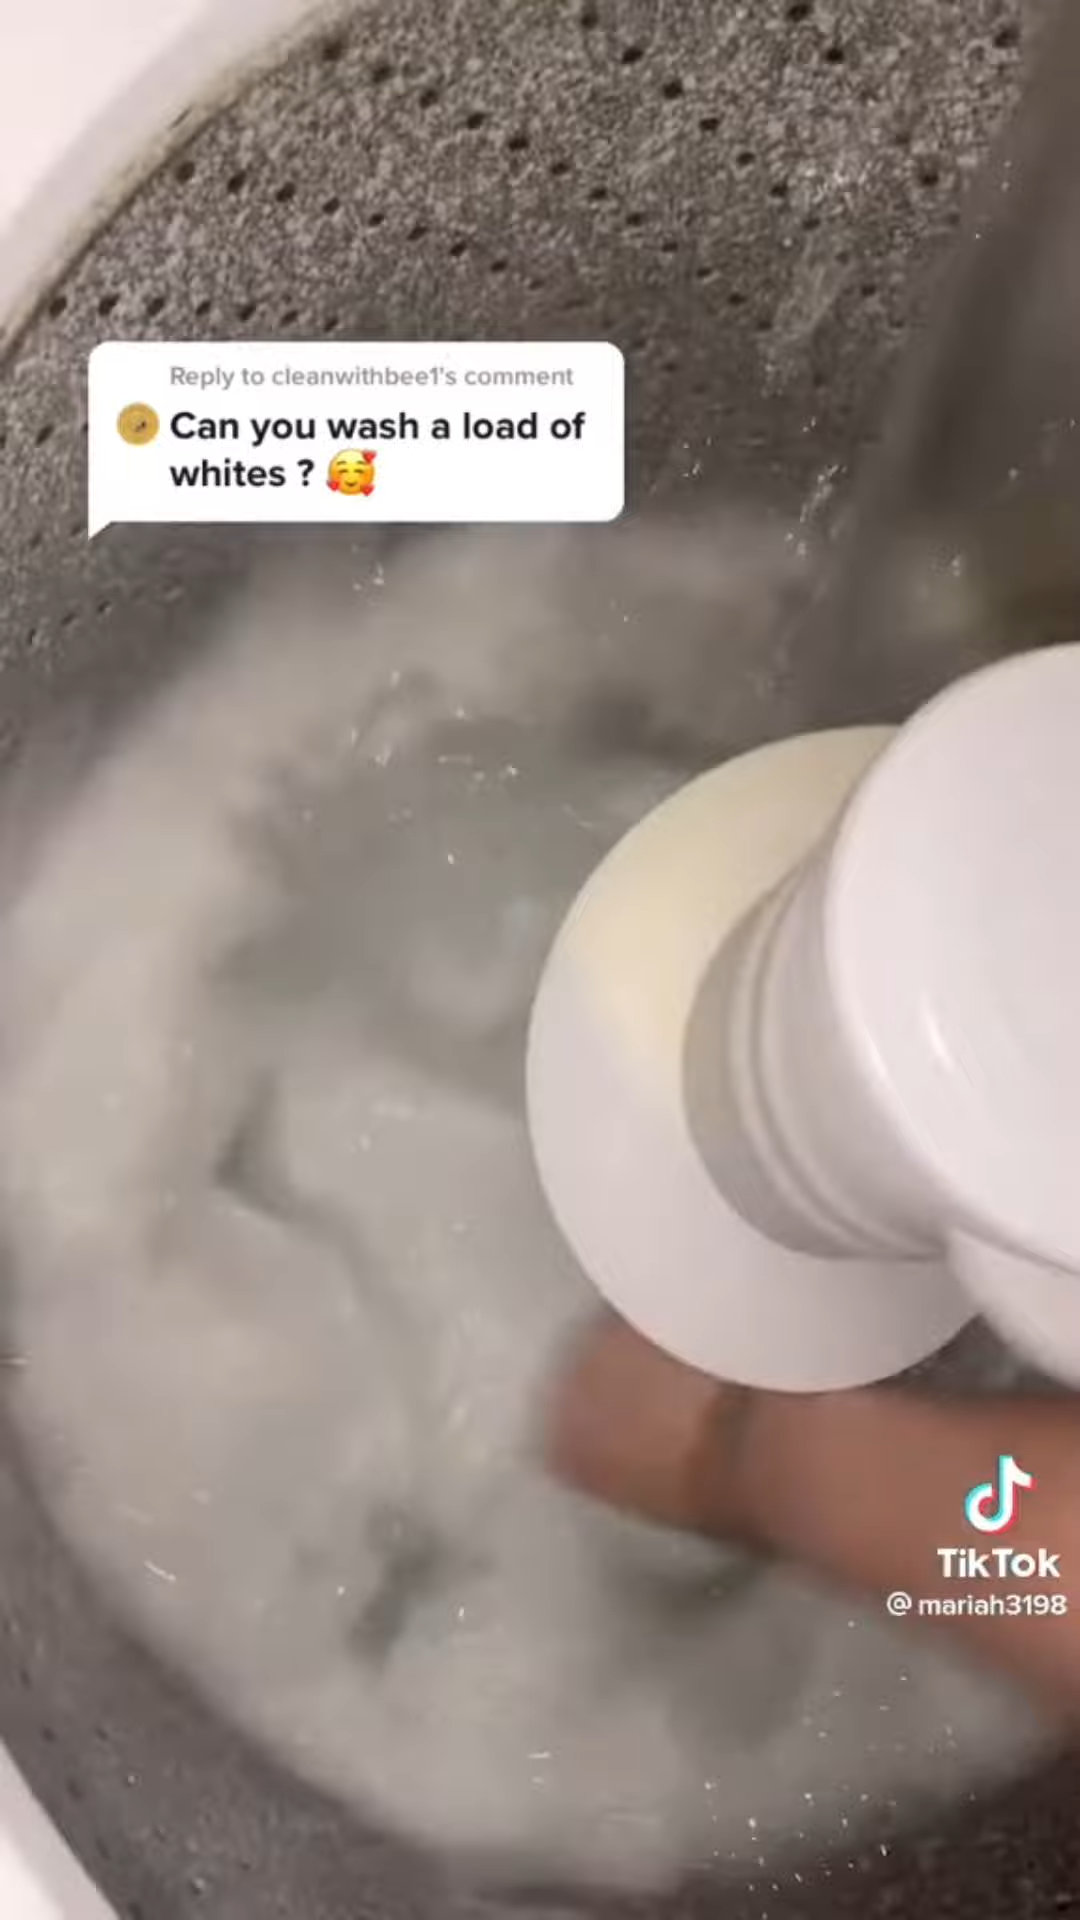 Reply to cleanwithbee1's comment
Can you wash a load of
whites ? 🥰
TikTok
@mariah3198